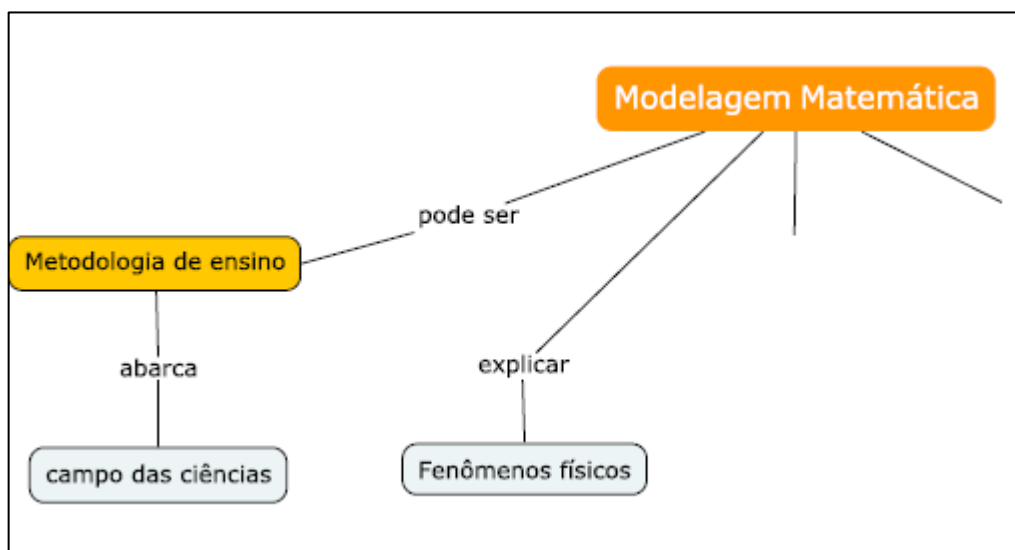 Modelagem Matemática
pode ser
Metodologia de ensino
abarca
explicar
campo das ciências
Fenômenos físicos